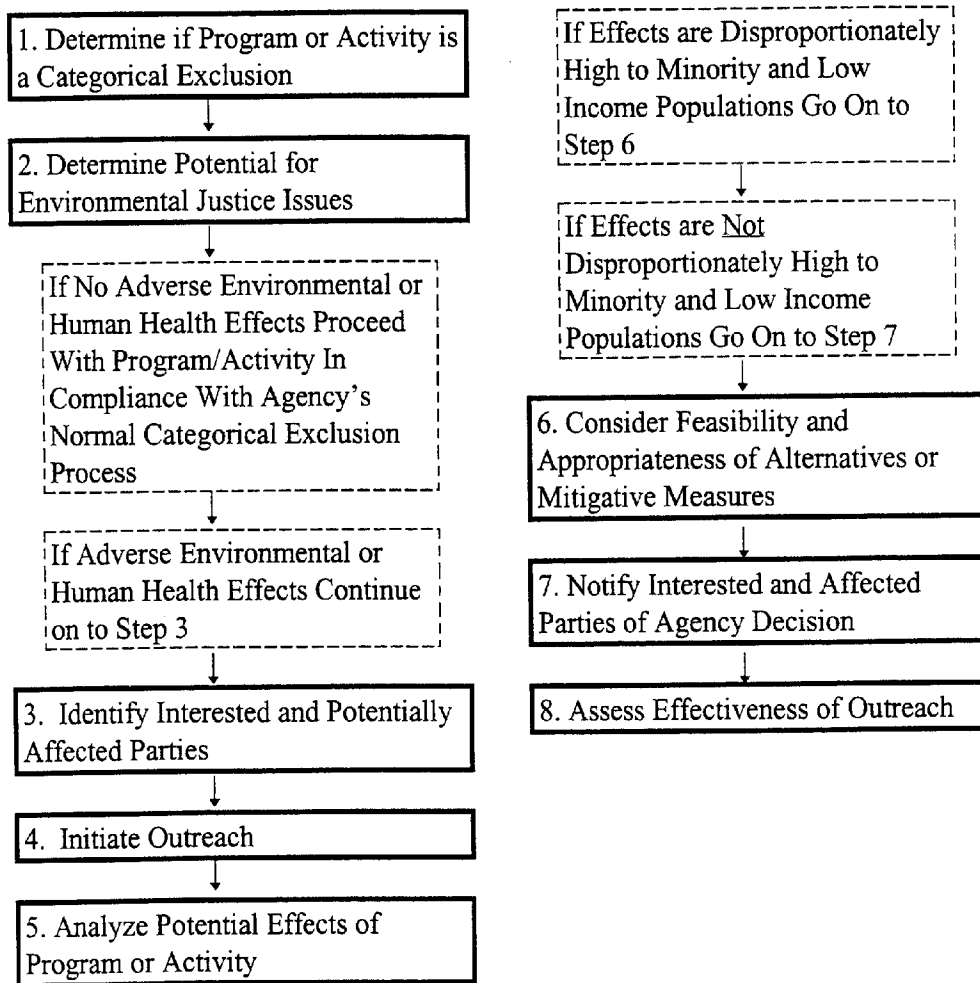 1. Determine if Program or Activity is
a Categorical Exclusion
2. Determine Potential for
Environmental Justice Issues
If No Adverse Environmental or
Human Health Effects Proceed
With Program/Activity In
Compliance With Agency's
Normal Categorical Exclusion
Process
If Adverse Environmental or
Human Health Effects Continue
on to Step 3
3. Identify Interested and Potentially
Affected Parties
4. Initiate Outreach
5. Analyze Potential Effects of
Program or Activity
If Effects are Disproportionately
High to Minority and Low
Income Populations Go On to
Step 6
If Effects are Not
Disproportionately High to
Minority and Low Income
Populations Go On to Step 7
6. Consider Feasibility and
Appropriateness of Alternatives or
Mitigative Measures
7. Notify Interested and Affected
Parties of Agency Decision
8. Assess Effectiveness of Outreach